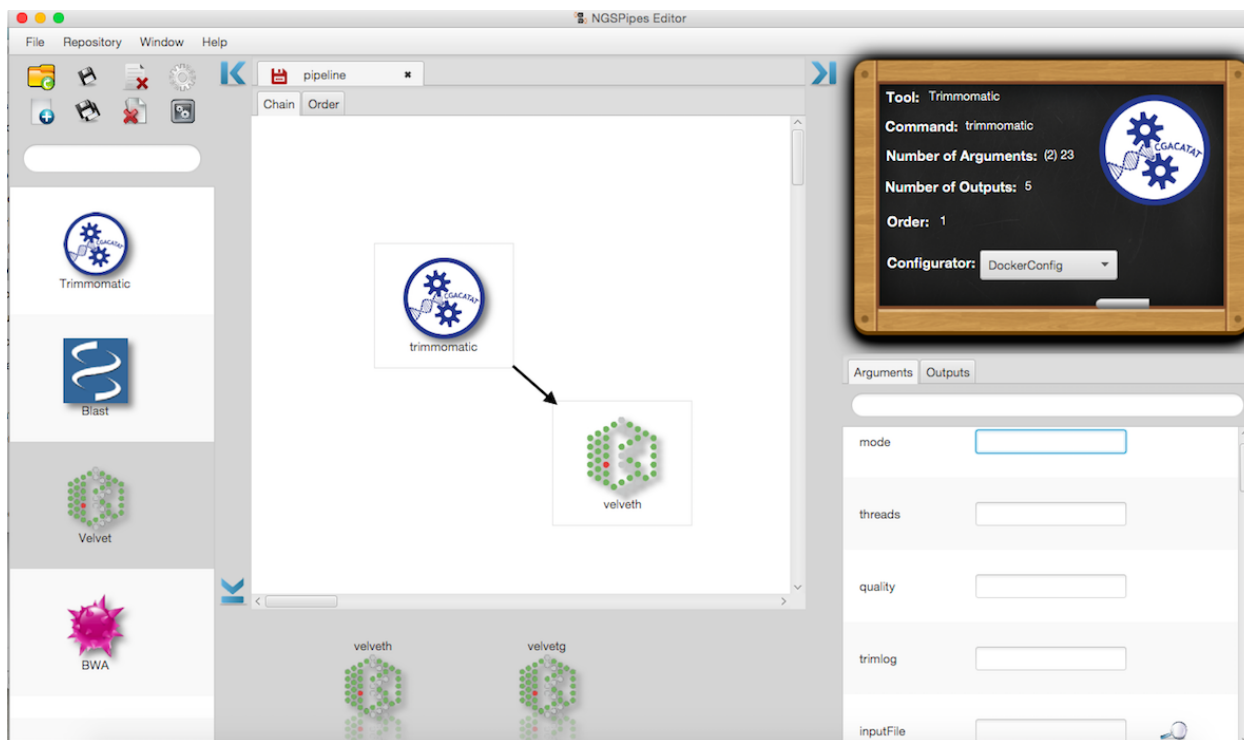 NGSPipes Editor
File Repository Window Help
pipeline
Chain Order
Trimmomatic
Blast
Velvet
BWA
CGACATAT
trimmomatic
velveth
velveth velvetg
Tool: Trimmomatic
Command: trimmomatic
Number of Arguments: (2) 23
Number of Outputs: 5
Order: 1
Configurator: DockerConfig
CGACATAT
Arguments Outputs
mode
threads
quality
trimlog
inputFile